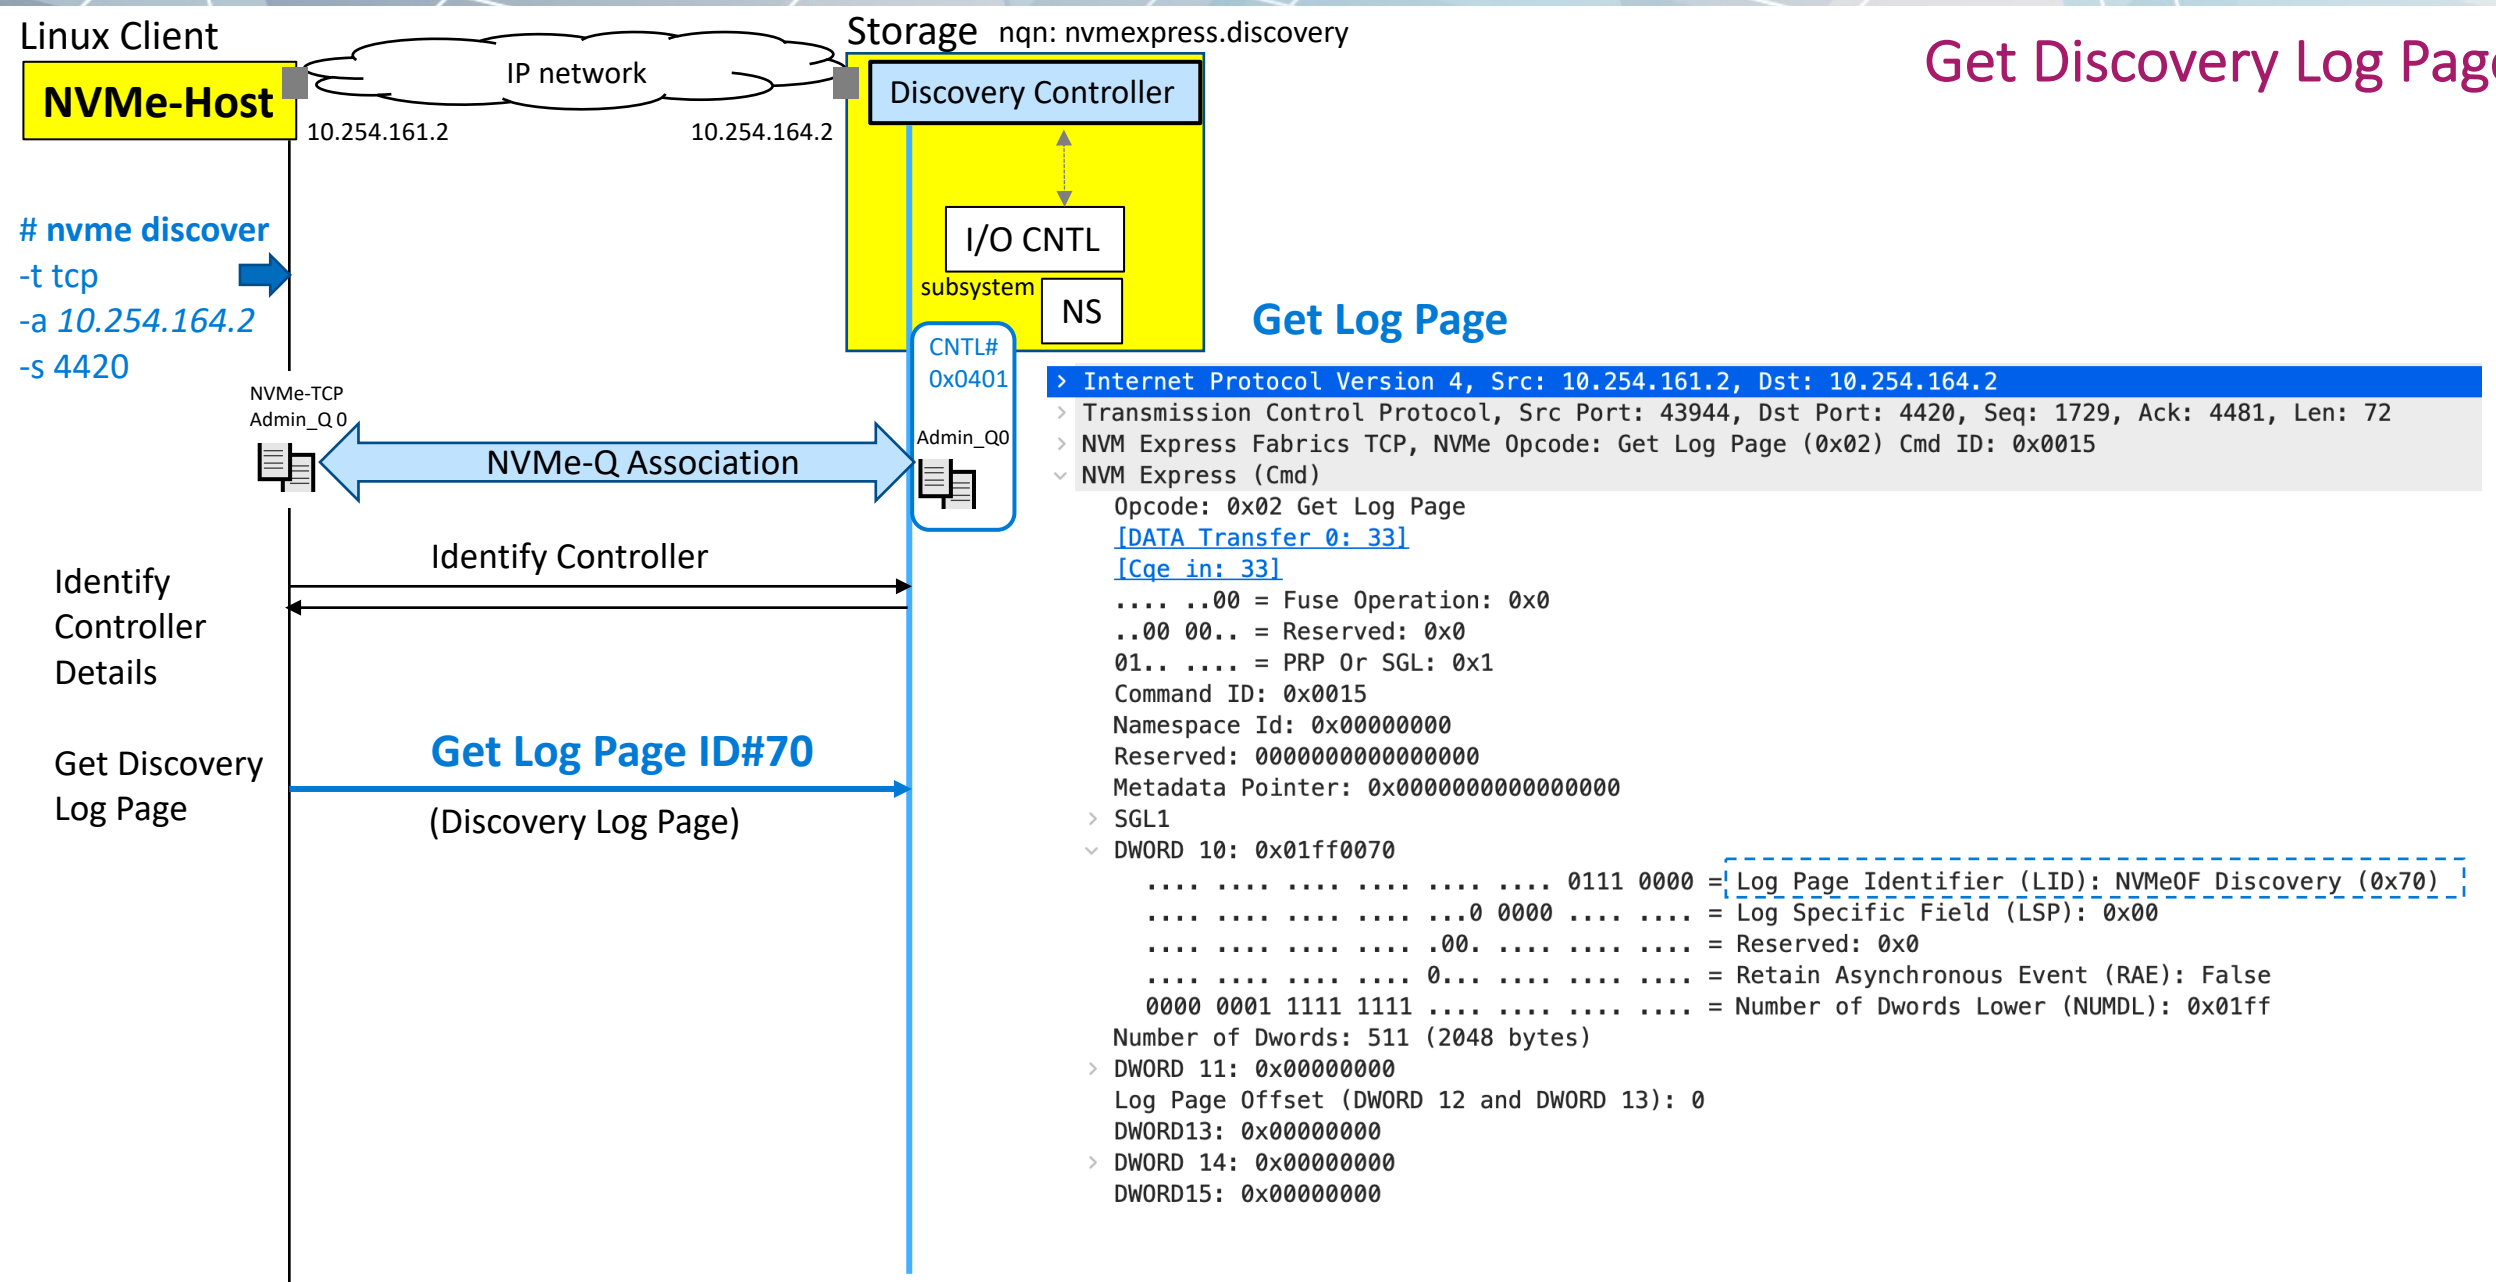 Linux Client
Storage nqn: nvmexpress.discovery
Get Discovery Log Page
IP network
NVMe-Host
Discovery Controller
10.254.161.2
10.254.164.2
# nvme discover
-t tcp
-a 10.254.164.2
-s 4420
I/O CNTL
subsystem
NS
CNTL#
0x0401
NVMe-TCP
Admin_Q 0
Admin_Q0
NVMe-Q Association
Identify Controller
Identify
Controller
Details
Get Log Page ID#70
Get Discovery
Log Page
(Discovery Log Page)
Get Log Page
> Internet Protocol Version 4, Src: 10.254.161.2, Dst: 10.254.164.2
> Transmission Control Protocol, Src Port: 43944, Dst Port: 4420, Seq: 1729, Ack: 4481, Len: 72
> NVM Express Fabrics TCP, NVMe Opcode: Get Log Page (0x02) Cmd ID: 0x0015
NVM Express (Cmd)
Opcode: 0x02 Get Log Page
[DATA Transfer 0: 33]
[Cqe in: 33]
.... ..00 = Fuse Operation: 0x0
..00 00.. = Reserved: 0x0
01.. .... = PRP Or SGL: 0x1
Command ID: 0x0015
Namespace Id: 0x00000000
Reserved: 0000000000000000
Metadata Pointer: 0x0000000000000000
> SGL1
DWORD 10: 0x01ff0070
.... .... .... .... .... .... 0111 0000 = Log Page Identifier (LID): NVMeOF Discovery (0x70)
.... .... .... .... ...0 0000 .... .... = Log Specific Field (LSP): 0x00
.... .... .... .... .00. .... .... .... = Reserved: 0x0
.... .... .... .... 0... .... .... .... = Retain Asynchronous Event (RAE): False
0000 0001 1111 1111 .... .... .... .... = Number of Dwords Lower (NUMDL): 0x01ff
Number of Dwords: 511 (2048 bytes)
> DWORD 11: 0x00000000
Log Page Offset (DWORD 12 and DWORD 13): 0
DWORD13: 0x00000000
> DWORD 14: 0x00000000
DWORD15: 0x00000000